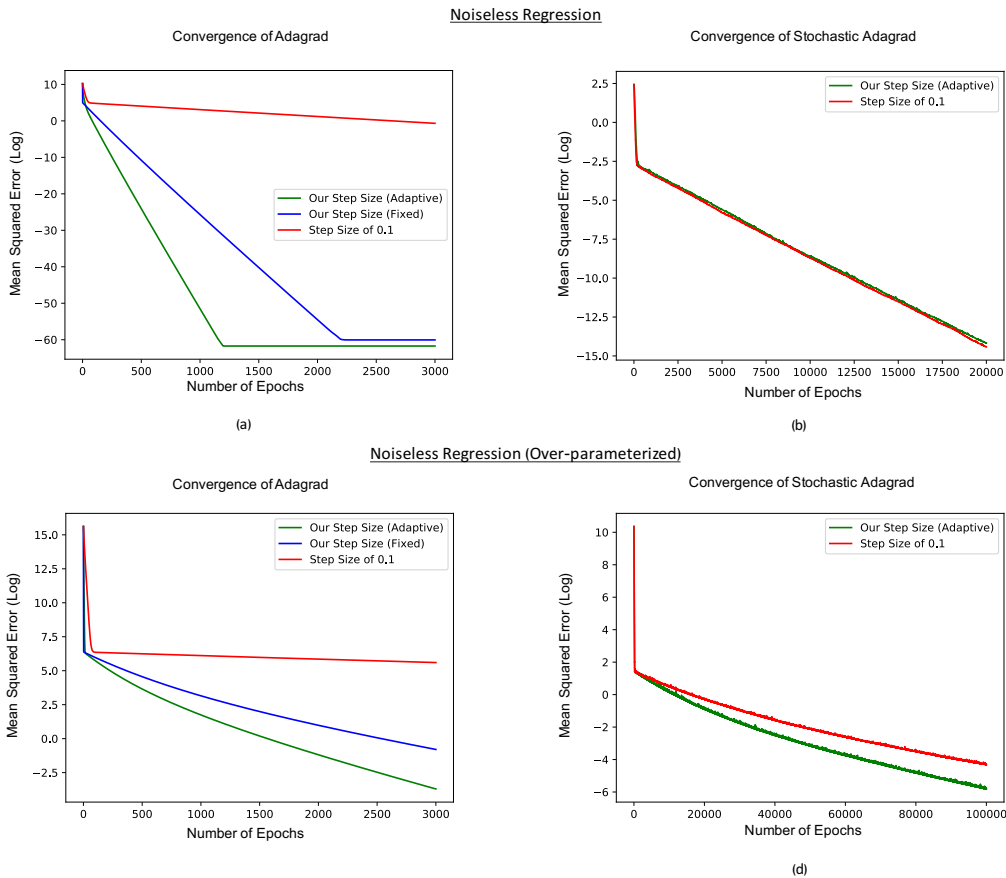 Noiseless Regression
Convergence of Adagrad
Convergence of Stochastic Adagrad
10
0
−10
−20
−30
−40
−50
−60
Mean Squared Error (Log)
Our Step Size (Adaptive)
Our Step Size (Fixed)
Step Size of 0.1
0 500 1000 1500 2000 2500 3000
Number of Epochs
(a)
2.5
0.0
−2.5
−5.0
−7.5
−10.0
−12.5
−15.0
Mean Squared Error (Log)
Our Step Size (Adaptive)
Step Size of 0.1
0 2500 5000 7500 10000 12500 15000 17500 20000
Number of Epochs
(b)
Noiseless Regression (Over-parameterized)
Convergence of Adagrad
Convergence of Stochastic Adagrad
15.0
12.5
10.0
7.5
5.0
2.5
0.0
−2.5
Mean Squared Error (Log)
Our Step Size (Adaptive)
Our Step Size (Fixed)
Step Size of 0.1
0 500 1000 1500 2000 2500 3000
Number of Epochs
10
8
6
4
2
0
−2
−4
−6
Mean Squared Error (Log)
Our Step Size (Adaptive)
Step Size of 0.1
0 20000 40000 60000 80000 100000
Number of Epochs
(d)